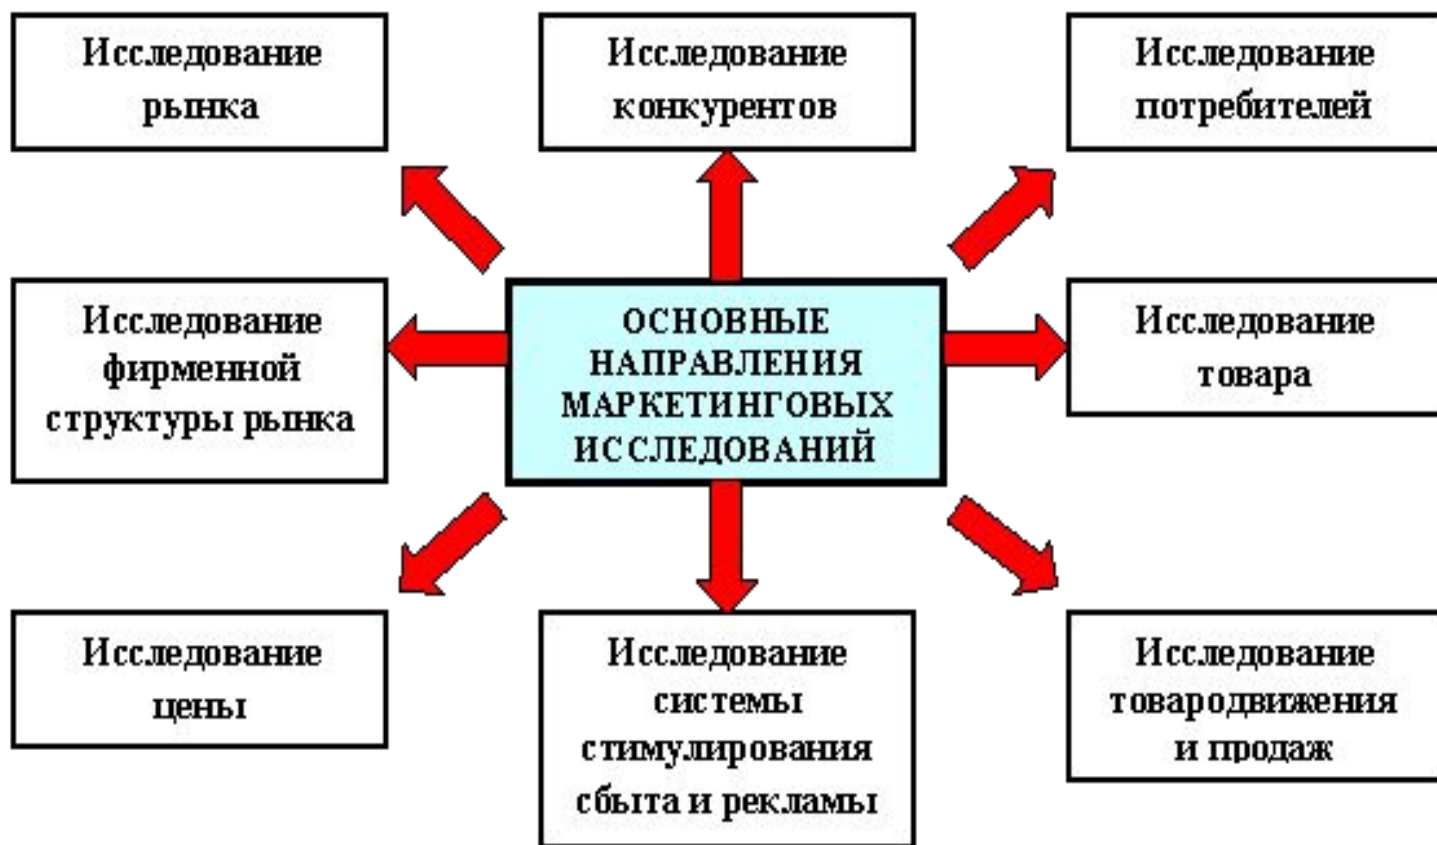 Исследование
рынка
Исследование
конкурентов
Исследование
потребителей
Исследование
фирменной
структуры рынка
ОСНОВНЫЕ
НАПРАВЛЕНИЯ
МАРКЕТИНГОВЫХ
ИССЛЕДОВАНИЙ
Исследование
товара
Исследование
цены
Исследование
системы
стимулирования
сбыта и рекламы
Исследование
товародвижения
и продаж